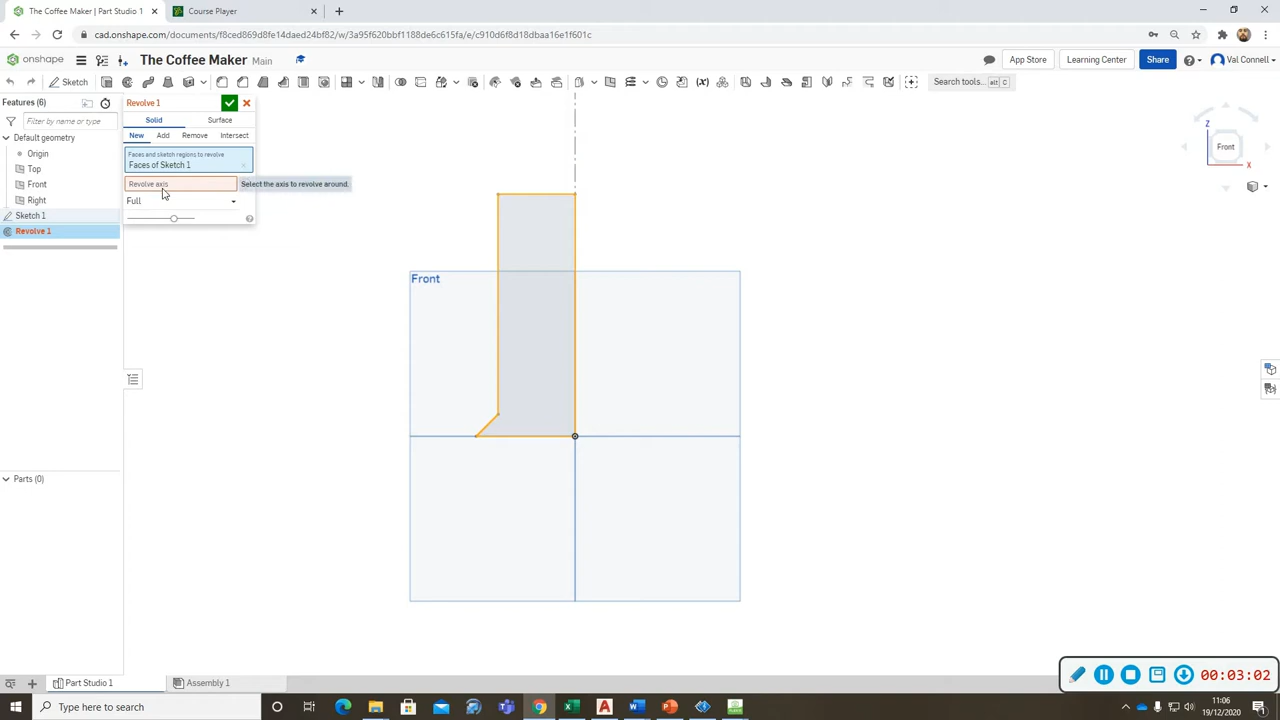 The Coffee Maker - Part Studio 1
Course Player
cad.onshape.com/documents/f8ced869d8fe14daed24bf82/w/3a95f620bbf1188de6c615fa/e/c910d6f8d18dbaa16e1f601c
onshape
The Coffee Maker Main
App Store
Learning Center
Share
Val Connell
Sketch
Search tools... alt C
Features (6)
Filter by name or type
Default geometry
Origin
Top
Front
Right
Sketch 1
Revolve 1
Parts (0)
Revolve 1
Solid
Surface
New
Add
Remove
Intersect
Faces and sketch regions to revolve
Faces of Sketch 1
Revolve axis
Select the axis to revolve around.
Full
Front
Z
Front
X
Part Studio 1
Assembly 1
00:03:02
Type here to search
11:06
19/12/2020